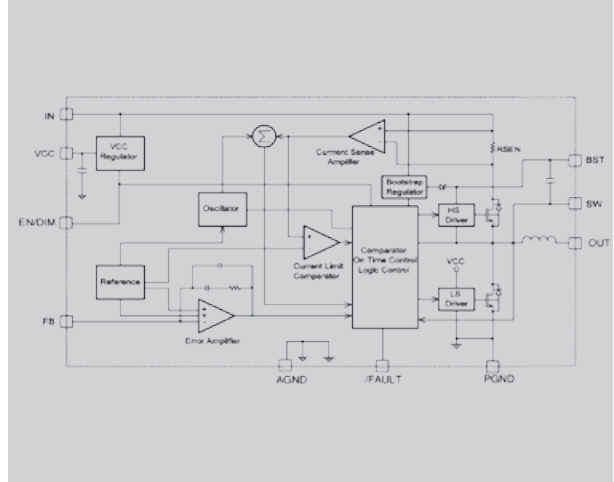 IN
VCC
VCC
Regulator
Σ
Current Sense
Amplifier
RSEN
BST
Bootstrap
Regulator
SW
EN/DIM
Oscillator
HS
Driver
OUT
Current Limit
Comparator
Comparator
On Time Control
Logic Control
VCC
Reference
LS
Driver
FB
Error Amplifier
AGND
/FAULT
PGND